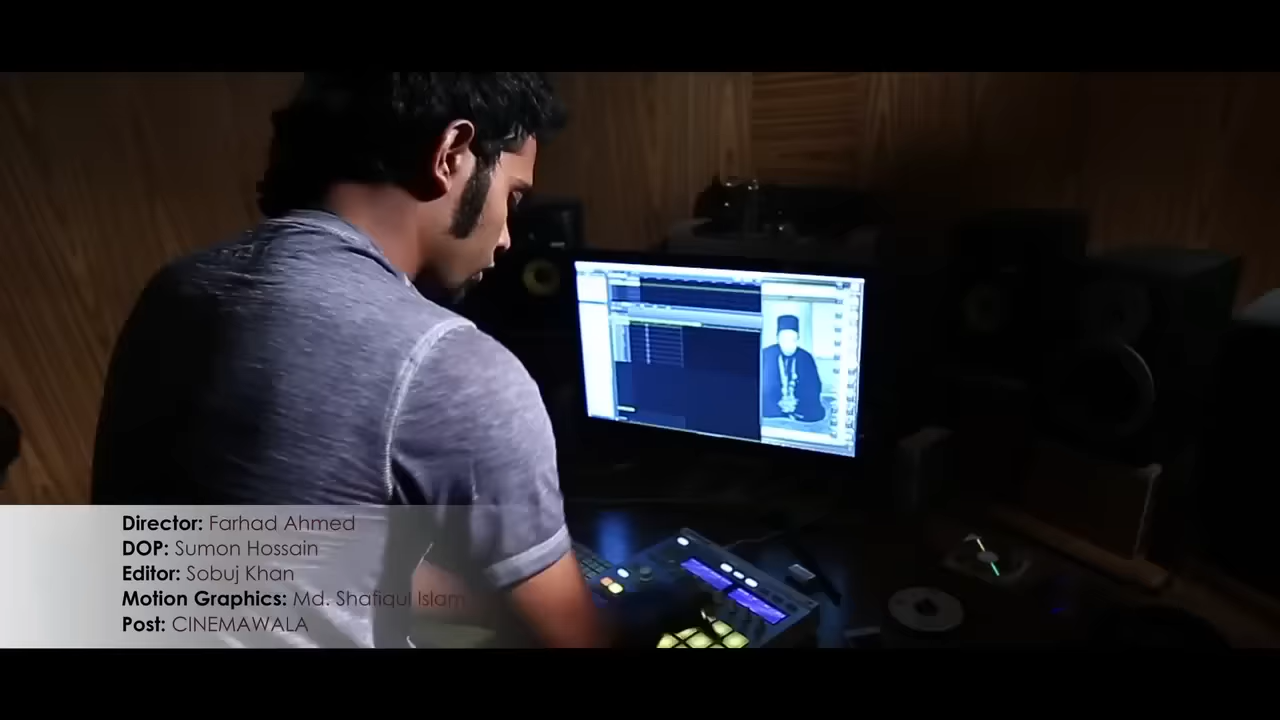 Director: Farhad Ahmed
DOP: Sumon Hossain
Editor: Sobuj Khan
Motion Graphics: Md. Shafiqul Islam
Post: CINEMAWALA